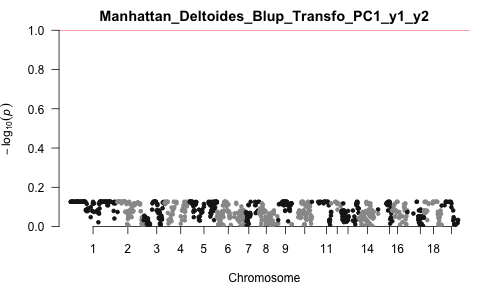 Manhattan_Deltoides_Blup_Transfo_PC1_y1_y2
1.0
0.8
0.6
0.4
0.2
0.0
− log₁₀(p)
1 2 3 4 5 6 7 8 9 11 14 16 18
Chromosome